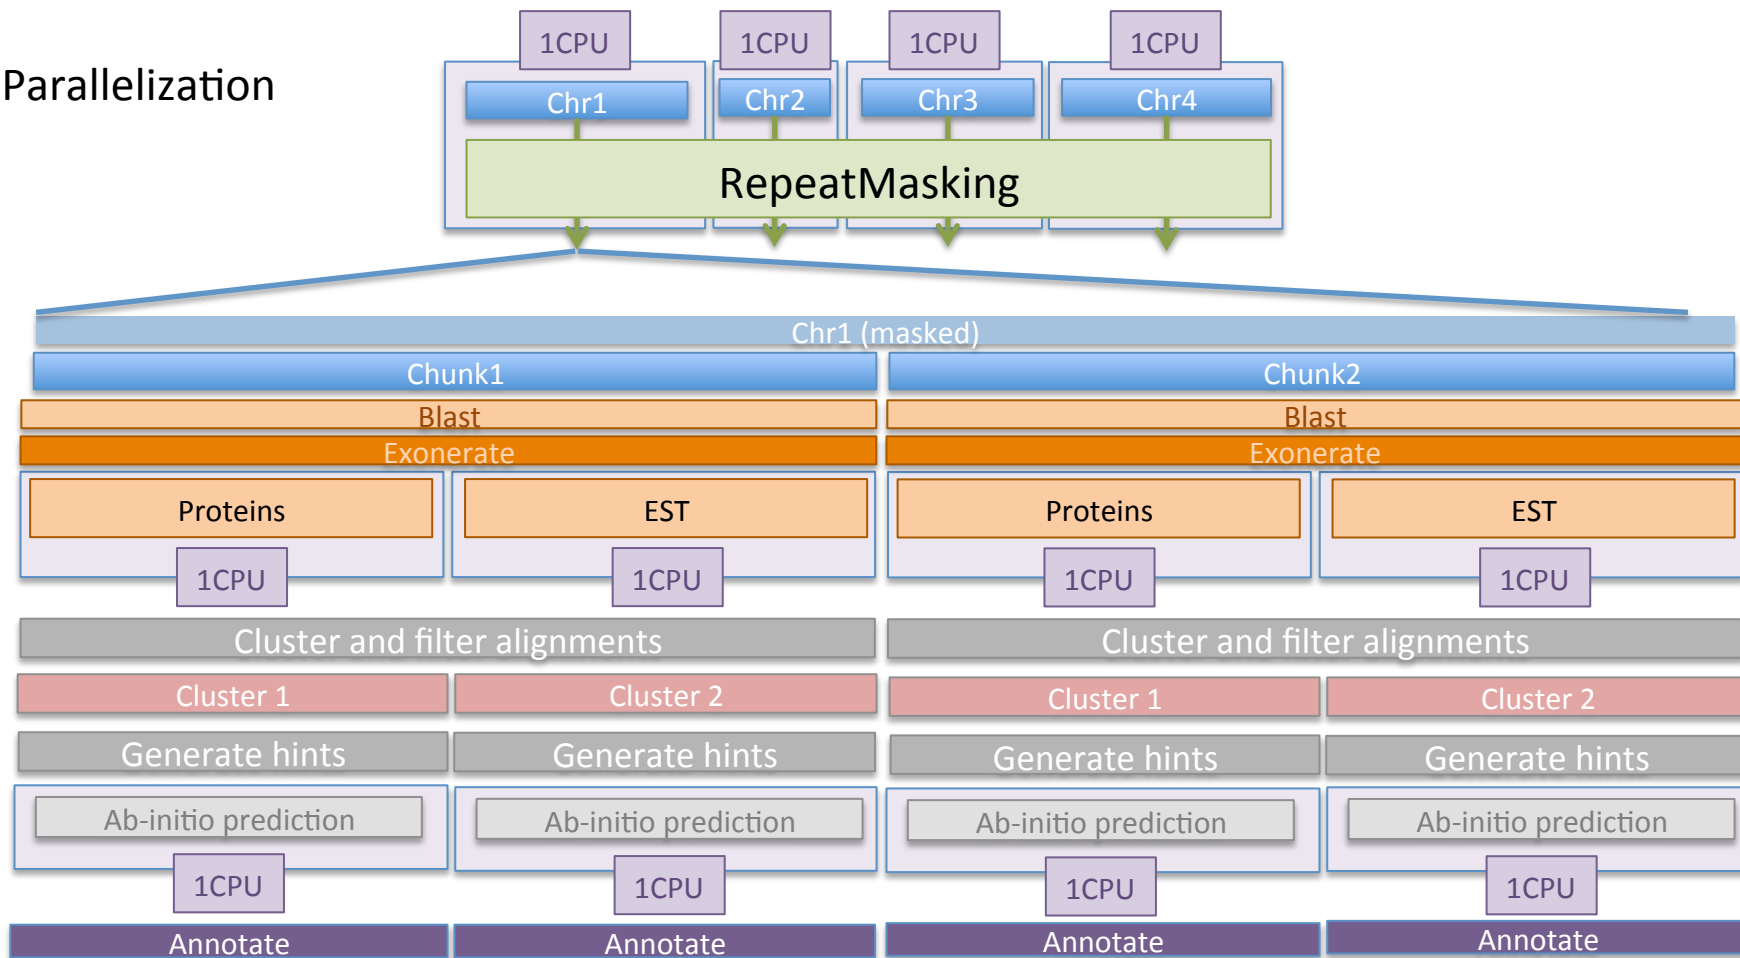 Parallelization
1CPU 1CPU 1CPU 1CPU
Chr1 Chr2 Chr3 Chr4
RepeatMasking
Chr1 (masked)
Chunk1 Chunk2
Blast Blast
Exonerate Exonerate
Proteins EST Proteins EST
1CPU 1CPU 1CPU 1CPU
Cluster and filter alignments Cluster and filter alignments
Cluster 1 Cluster 2 Cluster 1 Cluster 2
Generate hints Generate hints Generate hints Generate hints
Ab-initio prediction Ab-initio prediction Ab-initio prediction Ab-initio prediction
1CPU 1CPU 1CPU 1CPU
Annotate Annotate Annotate Annotate